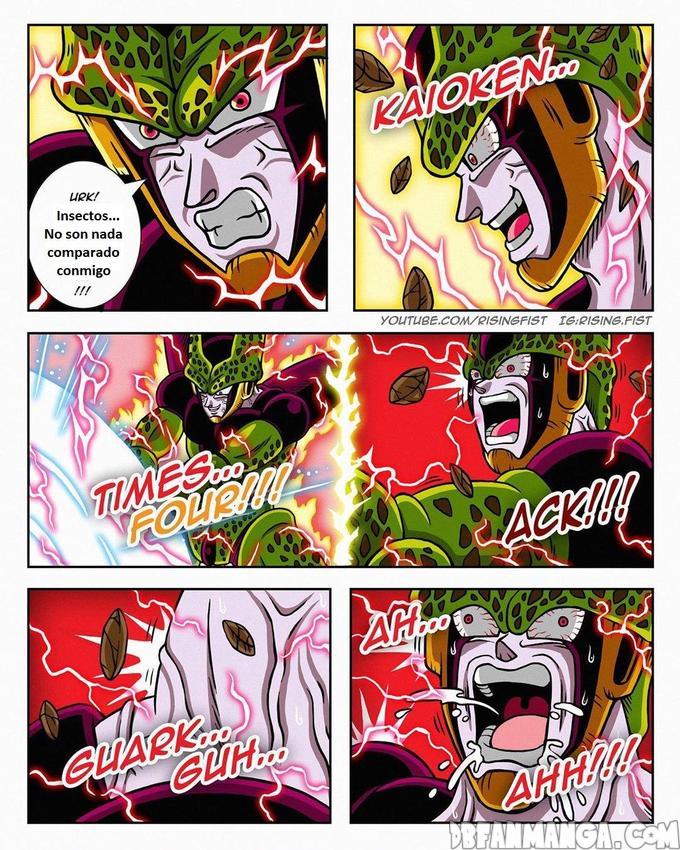 URK!
Insectos...
No son nada
comparado
conmigo
!!!
KAIOKEN...
YOUTUBE.COM/RISINGFIST IG:RISING.FIST
TIMES...
FOUR!!!
ACK!!!
GUARK...
GUH...
AH...
AHH!!!
DBFANMANGA.COM